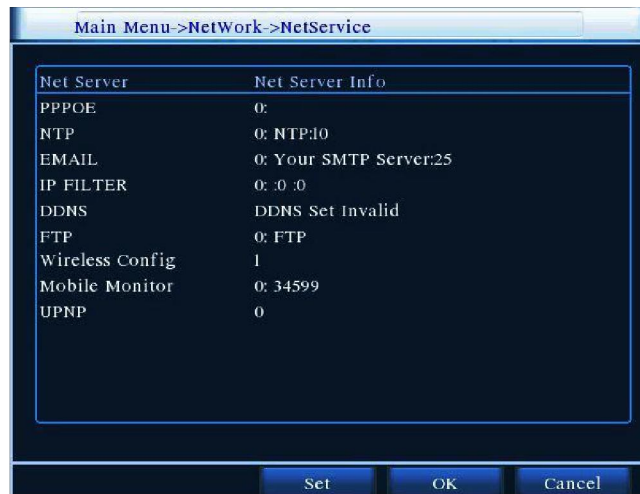 Main Menu->NetWork->NetService
Net Server Net Server Info
PPPOE 0:
NTP 0: NTP:10
EMAIL 0: Your SMTP Server:25
IP FILTER 0: :0 :0
DDNS DDNS Set Invalid
FTP 0: FTP
Wireless Config 1
Mobile Monitor 0: 34599
UPNP 0
Set OK Cancel